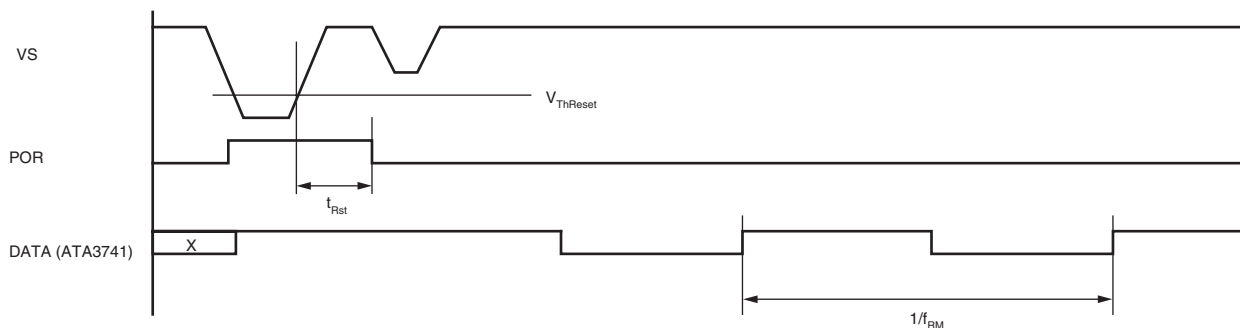 VS
V_ThReset
POR
t_Rst
DATA (ATA3741)
X
1/f_RM